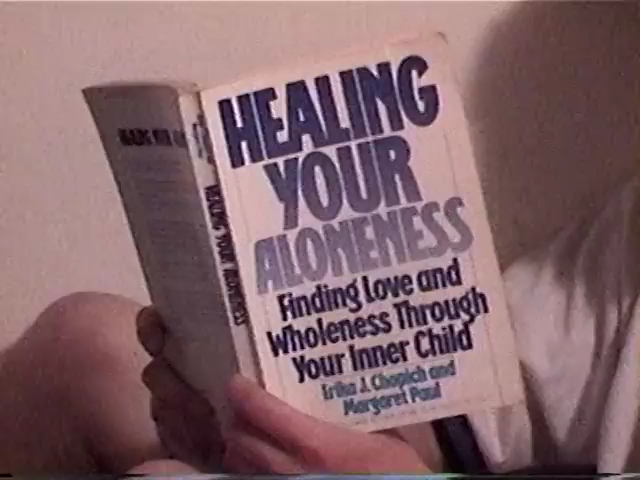 HEALING
YOUR
ALONENESS
Finding Love and
Wholeness Through
Your Inner Child
Erika J. Chopich and
Margaret Paul
HEALING YOUR ALONENESS